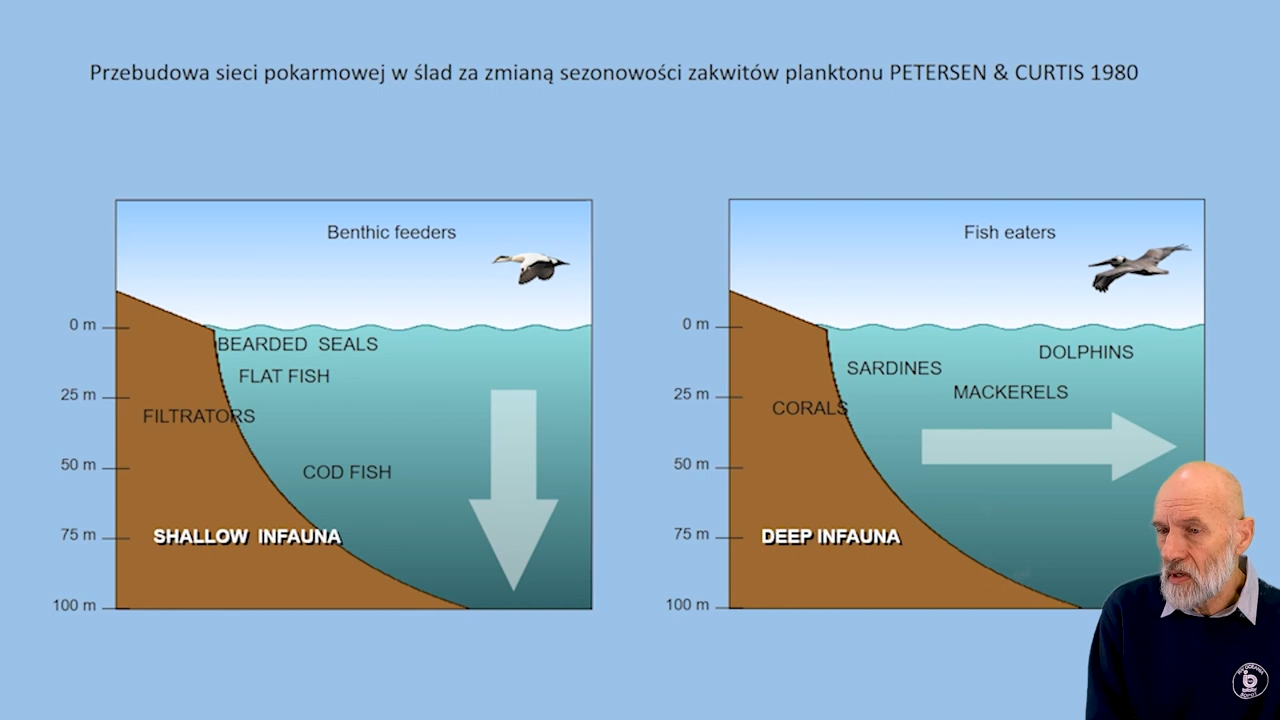 Przebudowa sieci pokarmowej w ślad za zmianą sezonowości zakwitów planktonu PETERSEN & CURTIS 1980
Benthic feeders
0 m
BEARDED SEALS
FLAT FISH
25 m
FILTRATORS
50 m
COD FISH
75 m
SHALLOW INFAUNA
100 m
Fish eaters
0 m
DOLPHINS
SARDINES
25 m
MACKERELS
CORALS
50 m
75 m
DEEP INFAUNA
100 m
SOPOT